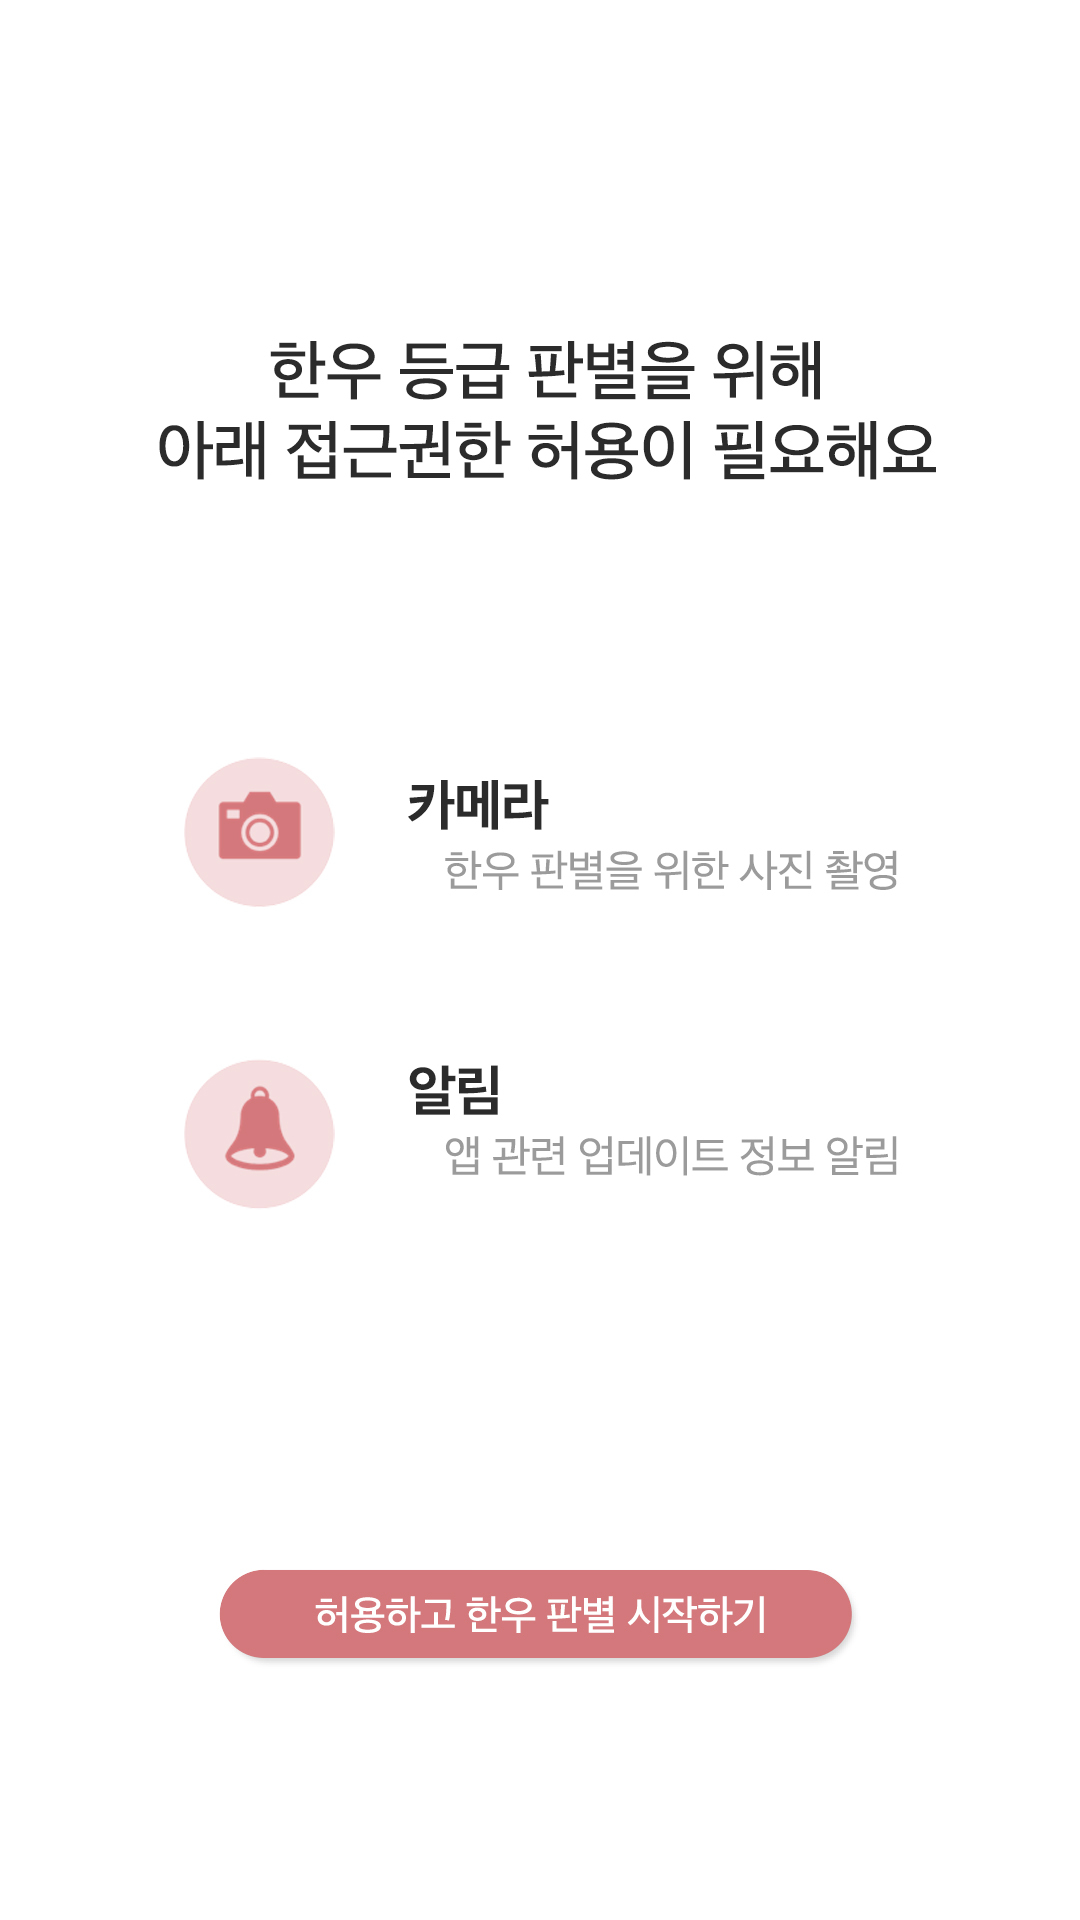 한우 등급 판별을 위해
아래 접근권한 허용이 필요해요
카메라
한우 판별을 위한 사진 촬영
알림
앱 관련 업데이트 정보 알림
허용하고 한우 판별 시작하기